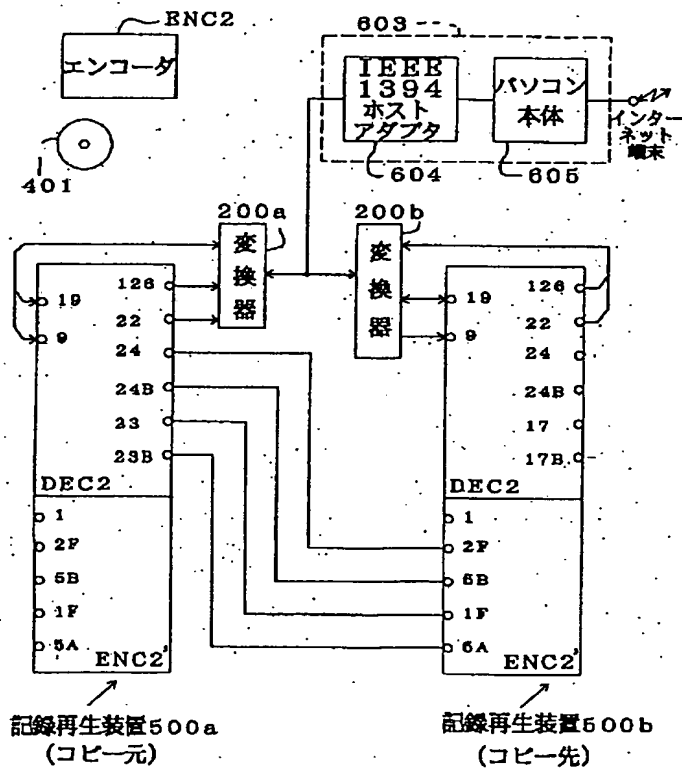 ENC2
エンコーダ
401
603
IEEE
1394
ホスト
アダプタ
604
パソコン
本体
605
インター
ネット
端末
200a
変換器
200b
変換器
19
9
126
22
24
24B
23
23B
DEC2
1
2F
5B
1F
5A
ENC2'
記録再生装置500a
(コピー元)
19
9
126
22
24
24B
17
17B
DEC2
1
2F
6B
1F
6A
ENC2'
記録再生装置500b
(コピー先)